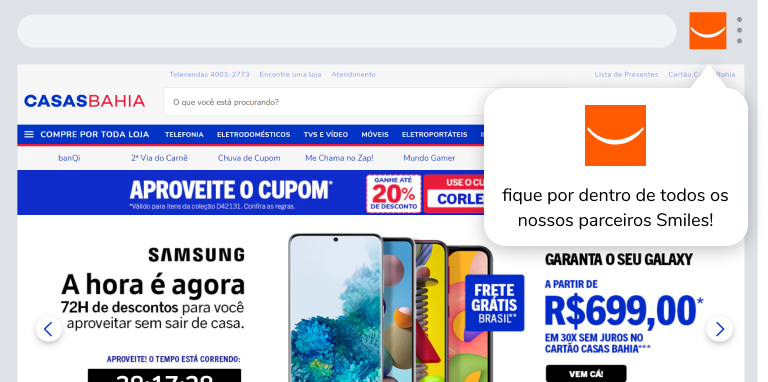 Televendas 4003-2773 Encontre uma loja Atendimento
Lista de Presentes Cartão Bahia
CASASBAHIA
O que você está procurando?
COMPRE POR TODA LOJA TELEFONIA ELETRODOMÉSTICOS TVS E VÍDEO MÓVEIS ELETROPORTÁTEIS
banQi 2ª Via do Carnê Chuva de Cupom Me Chama no Zap! Mundo Gamer
fique por dentro de todos os
nossos parceiros Smiles!
APROVEITE O CUPOM*
*Válido para itens da coleção D42131. Confira as regras.
GANHE ATÉ
20%
DE DESCONTO
USE O CU
CORLE
SAMSUNG
A hora é agora
72H de descontos para você
aproveitar sem sair de casa.
APROVEITE! O TEMPO ESTÁ CORRENDO:
FRETE
GRÁTIS
BRASIL**
GARANTA O SEU GALAXY
A PARTIR DE
R$699,00*
EM 30X SEM JUROS NO
CARTÃO CASAS BAHIA***
VEM CÁ!